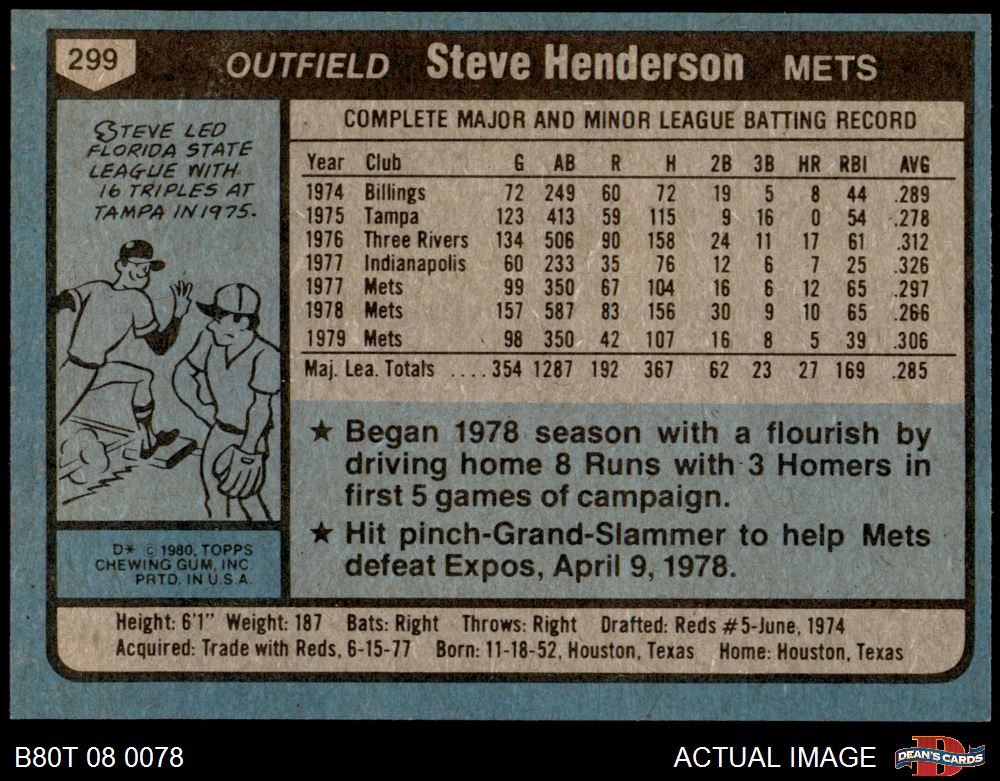 299 OUTFIELD Steve Henderson METS
STEVE LED
FLORIDA STATE
LEAGUE WITH
16 TRIPLES AT
TAMPA IN 1975.
COMPLETE MAJOR AND MINOR LEAGUE BATTING RECORD
Year Club G AB R H 2B 3B HR RBI AVG
1974 Billings 72 249 60 72 19 5 8 44 .289
1975 Tampa 123 413 59 115 9 16 0 54 .278
1976 Three Rivers 134 506 90 158 24 11 17 61 .312
1977 Indianapolis 60 233 35 76 12 6 7 25 .326
1977 Mets 99 350 67 104 16 6 12 65 .297
1978 Mets 157 587 83 156 30 9 10 65 .266
1979 Mets 98 350 42 107 16 8 5 39 .306
Maj. Lea. Totals .... 354 1287 192 367 62 23 27 169 .285
★ Began 1978 season with a flourish by
driving home 8 Runs with 3 Homers in
first 5 games of campaign.
★ Hit pinch-Grand-Slammer to help Mets
defeat Expos, April 9, 1978.
D* © 1980, TOPPS
CHEWING GUM, INC.
PRTD. IN U.S.A.
Height: 6'1" Weight: 187 Bats: Right Throws: Right Drafted: Reds #5-June, 1974
Acquired: Trade with Reds, 6-15-77 Born: 11-18-52, Houston, Texas Home: Houston, Texas
B80T 08 0078 ACTUAL IMAGE D DEAN'S CARDS